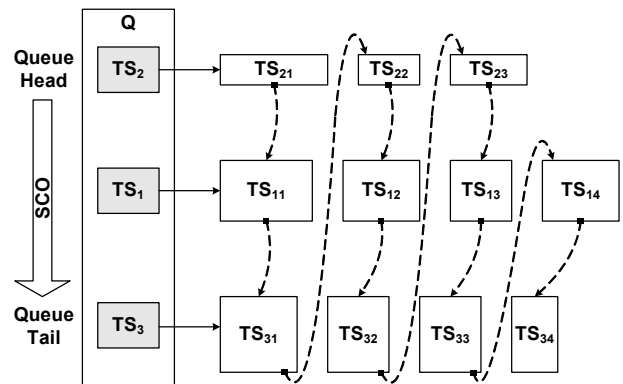 Q
Queue
Head
TS₂ TS₂₁ TS₂₂ TS₂₃
SCO
TS₁ TS₁₁ TS₁₂ TS₁₃ TS₁₄
Queue
Tail
TS₃ TS₃₁ TS₃₂ TS₃₃ TS₃₄